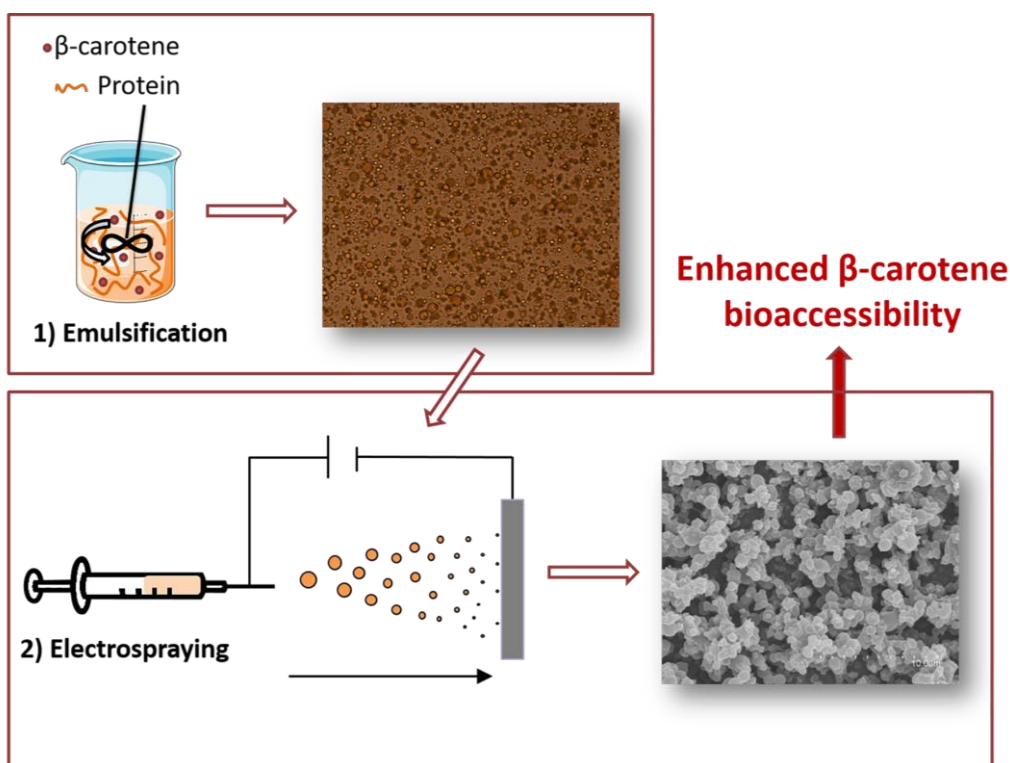 β-carotene
Protein
1) Emulsification
Enhanced β-carotene
bioaccessibility
2) Electrospraying